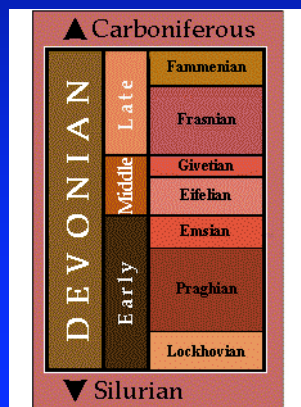 Carboniferous
DEVONIAN
Late
Middle
Early
Fammenian
Frasnian
Givetian
Eifelian
Emsian
Praghian
Lockhovian
Silurian